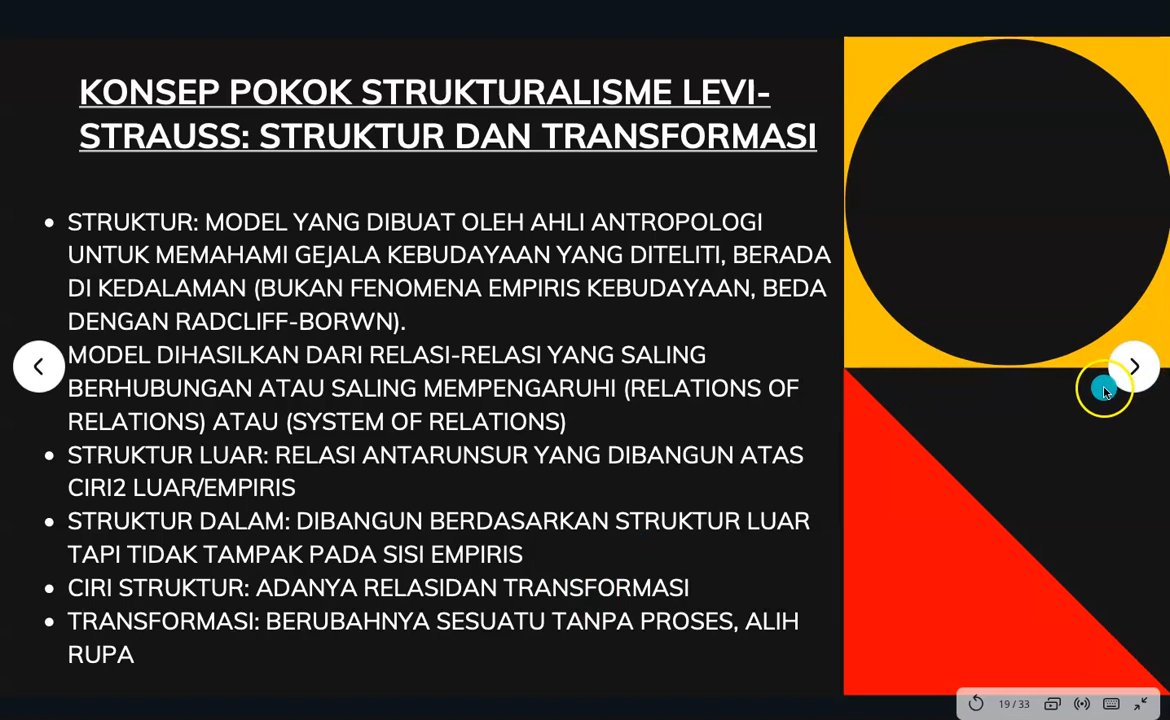 KONSEP POKOK STRUKTURALISME LEVI-
STRAUSS: STRUKTUR DAN TRANSFORMASI
STRUKTUR: MODEL YANG DIBUAT OLEH AHLI ANTROPOLOGI
UNTUK MEMAHAMI GEJALA KEBUDAYAAN YANG DITELITI, BERADA
DI KEDALAMAN (BUKAN FENOMENA EMPIRIS KEBUDAYAAN, BEDA
DENGAN RADCLIFF-BORWN).
MODEL DIHASILKAN DARI RELASI-RELASI YANG SALING
BERHUBUNGAN ATAU SALING MEMPENGARUHI (RELATIONS OF
RELATIONS) ATAU (SYSTEM OF RELATIONS)
STRUKTUR LUAR: RELASI ANTARUNSUR YANG DIBANGUN ATAS
CIRI2 LUAR/EMPIRIS
STRUKTUR DALAM: DIBANGUN BERDASARKAN STRUKTUR LUAR
TAPI TIDAK TAMPAK PADA SISI EMPIRIS
CIRI STRUKTUR: ADANYA RELASIDAN TRANSFORMASI
TRANSFORMASI: BERUBAHNYA SESUATU TANPA PROSES, ALIH
RUPA
19 / 33